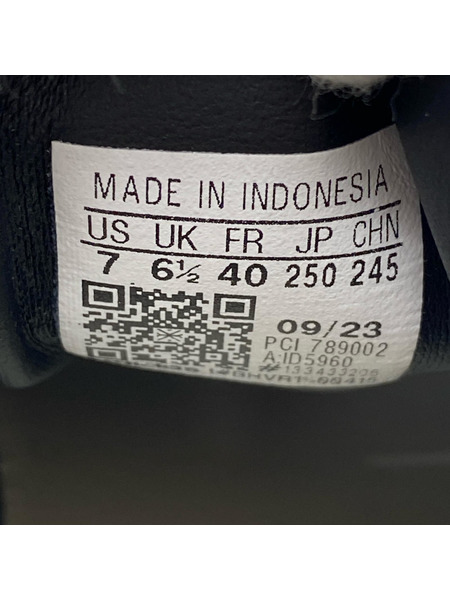 MADE IN INDONESIA
US UK FR JP CHN
7 6½ 40 250 245
09/23
PCI 789002
A:ID5960